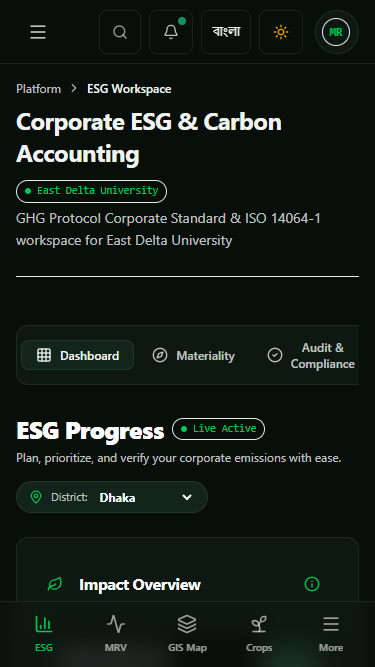 বাংলা
MR
Platform > ESG Workspace
Corporate ESG & Carbon
Accounting
East Delta University
GHG Protocol Corporate Standard & ISO 14064-1
workspace for East Delta University
Dashboard
Materiality
Audit &
Compliance
ESG Progress
Live Active
Plan, prioritize, and verify your corporate emissions with ease.
District: Dhaka
Impact Overview
ESG
MRV
GIS Map
Crops
More